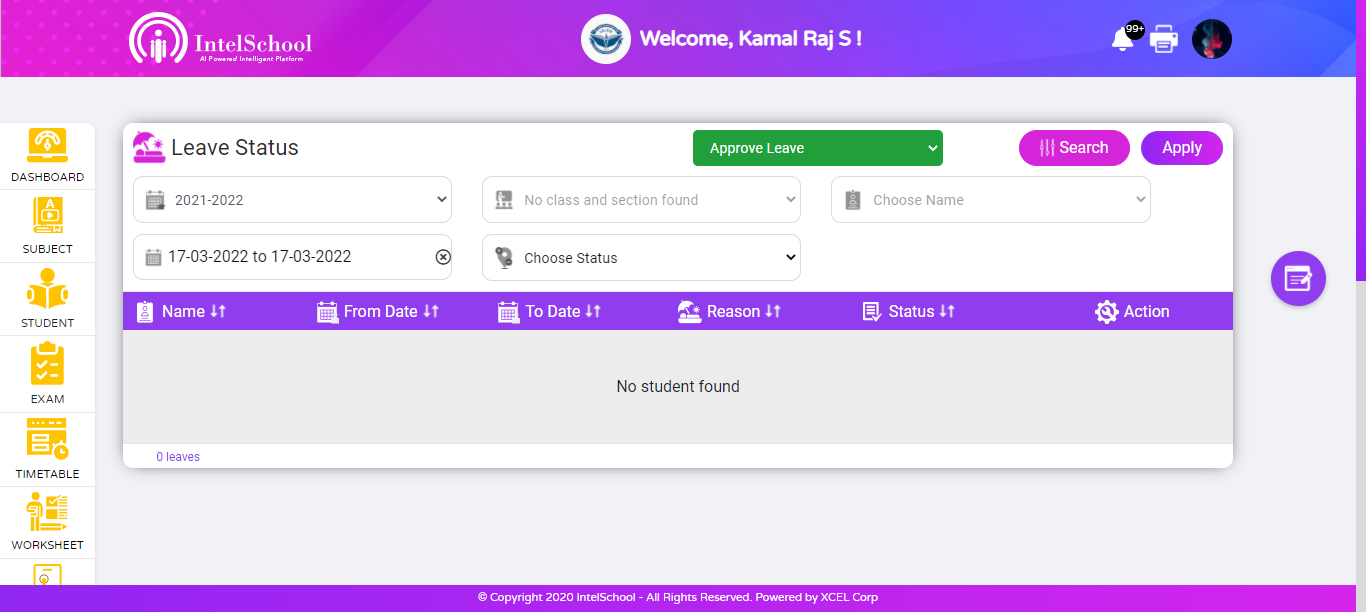 IntelSchool
AI Powered Intelligent Platform
Welcome, Kamal Raj S !
99+
DASHBOARD
SUBJECT
STUDENT
EXAM
TIMETABLE
WORKSHEET
Leave Status
Approve Leave
Search
Apply
2021-2022
No class and section found
Choose Name
17-03-2022 to 17-03-2022
Choose Status
Name
From Date
To Date
Reason
Status
Action
No student found
0 leaves
© Copyright 2020 IntelSchool - All Rights Reserved. Powered by XCEL Corp